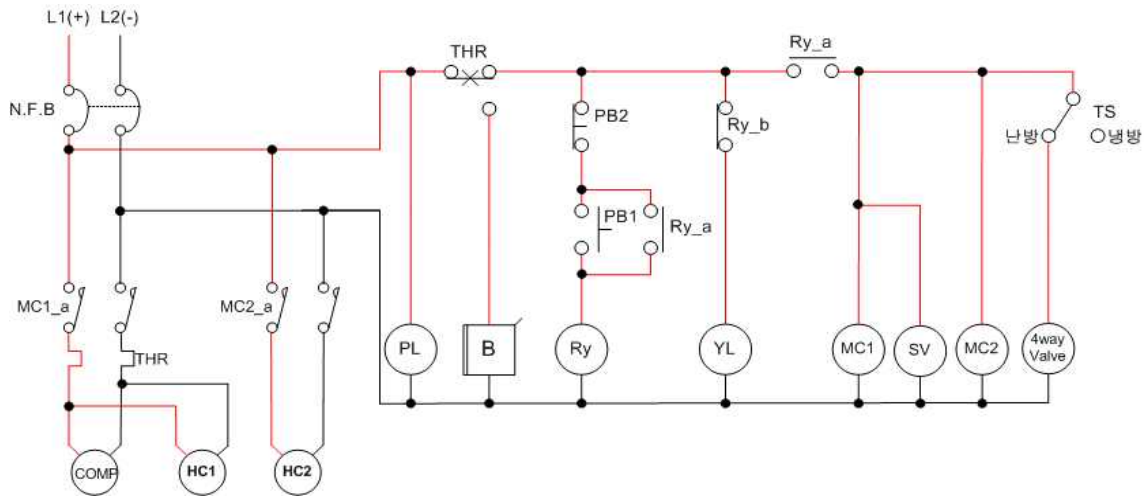 L1(+) L2(-)
N.F.B
THR
Ry_a
PB2
Ry_b
TS
난방
냉방
PB1
Ry_a
MC1_a
MC2_a
THR
PL
B
Ry
YL
MC1
SV
MC2
4way
Valve
COMP
HC1
HC2